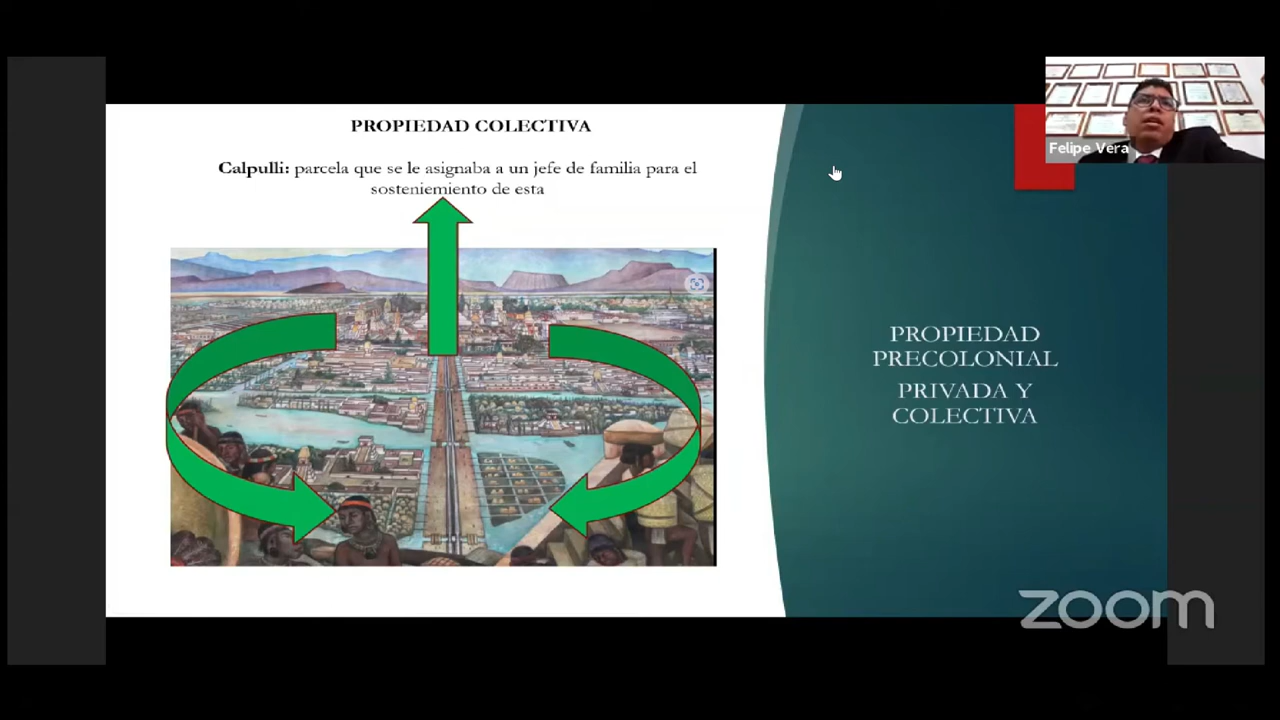 PROPIEDAD COLECTIVA
Calpulli: parcela que se le asignaba a un jefe de familia para el
sosteniemiento de esta
Felipe Vera
PROPIEDAD
PRECOLONIAL
PRIVADA Y
COLECTIVA
zoom